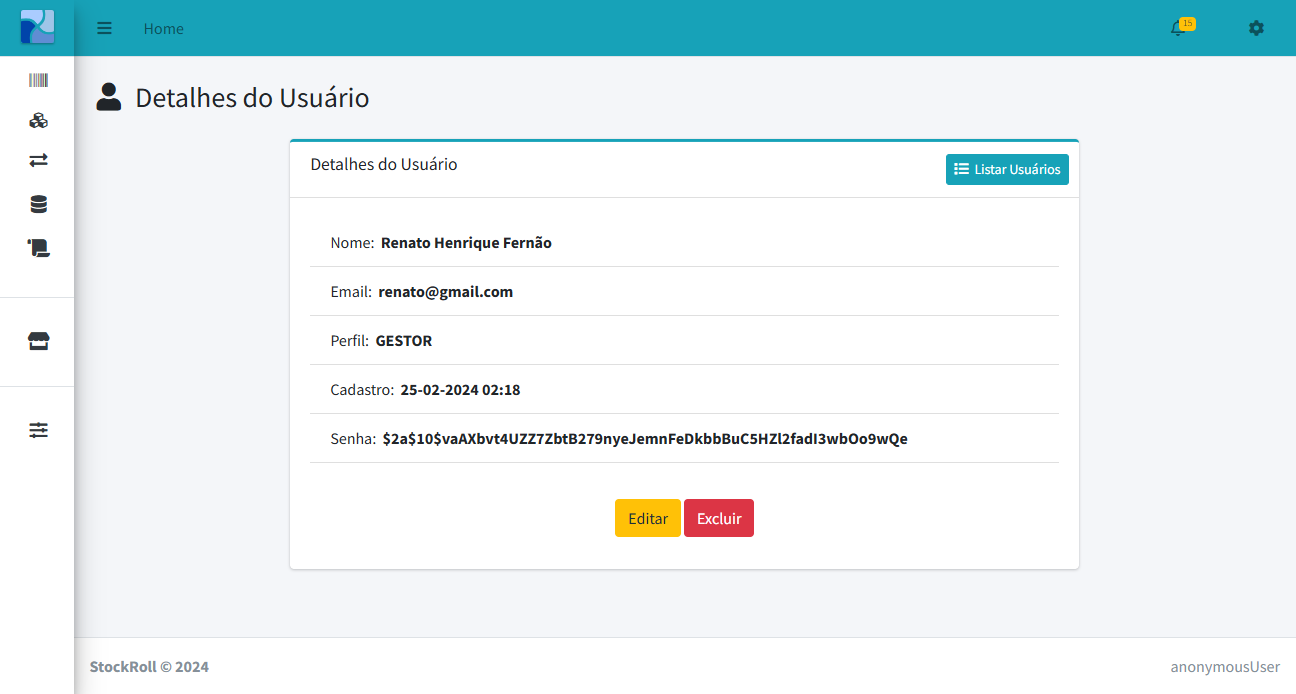 Home
15
Detalhes do Usuário
Detalhes do Usuário
Listar Usuários
Nome: Renato Henrique Fernão
Email: renato@gmail.com
Perfil: GESTOR
Cadastro: 25-02-2024 02:18
Senha: $2a$10$vaAXbvt4UZZ7ZbtB279nyeJemnFeDkbbBuC5HZl2fadI3wbOo9wQe
Editar
Excluir
StockRoll © 2024
anonymousUser